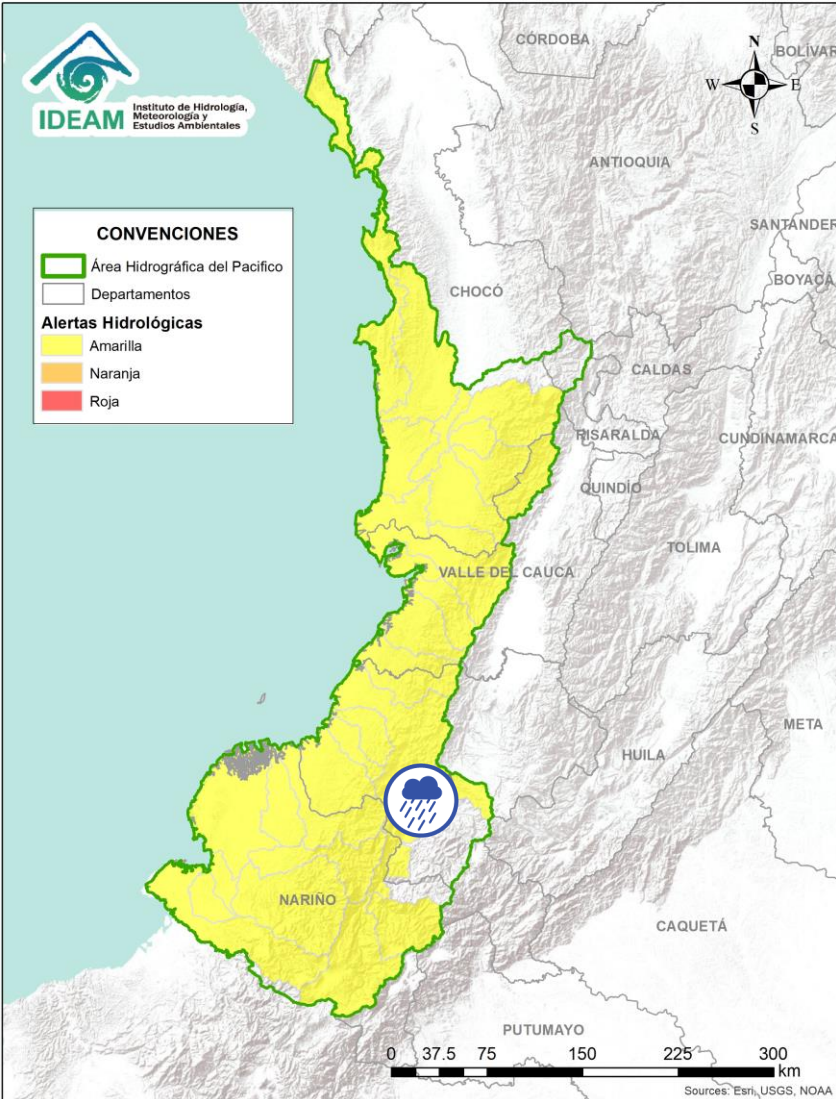 IDEAM
Instituto de Hidrología,
Meteorología y
Estudios Ambientales
CONVENCIONES
Área Hidrográfica del Pacifico
Departamentos
Alertas Hidrológicas
Amarilla
Naranja
Roja
N
W
E
S
CÓRDOBA
BOLÍVAR
ANTIOQUIA
SANTANDER
BOYACÁ
CHOCÓ
CALDAS
RISARALDA
CUNDINAMARCA
QUINDÍO
TOLIMA
VALLE DEL CAUCA
META
HUILA
NARIÑO
CAQUETÁ
PUTUMAYO
0 37.5 75 150 225 300
km
Sources: Esri, USGS, NOAA